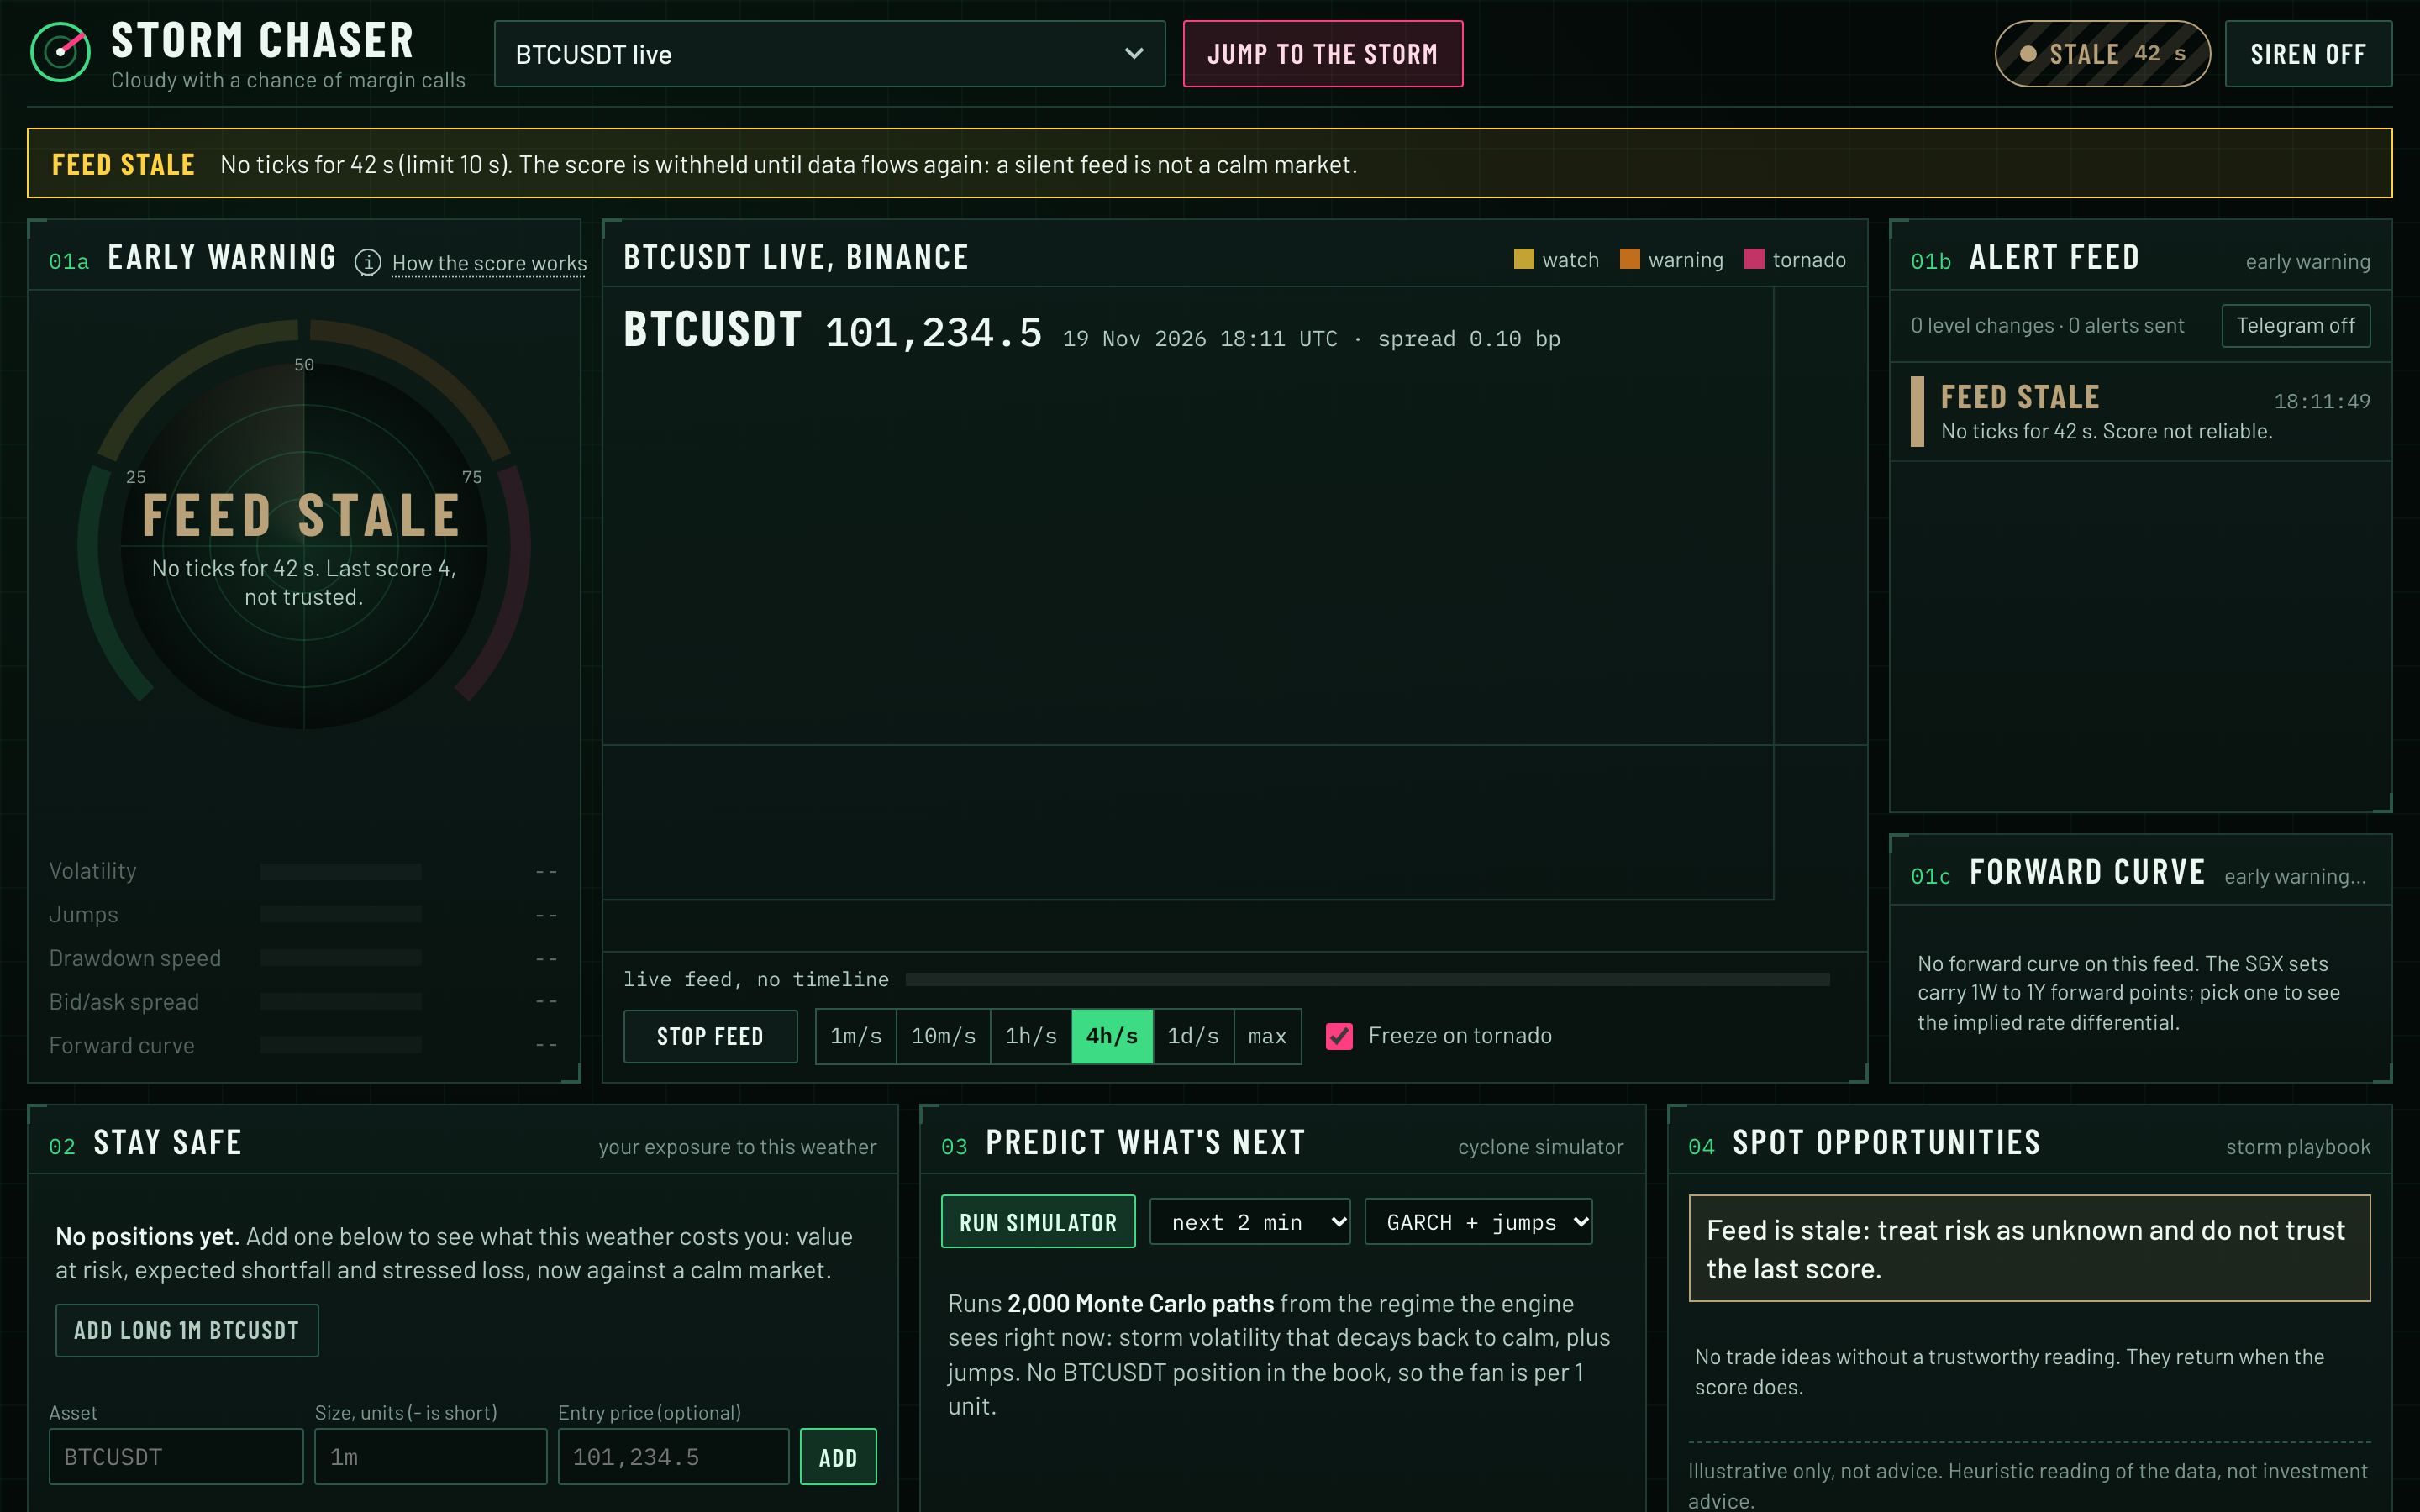 STORM CHASER
Cloudy with a chance of margin calls
BTCUSDT live
JUMP TO THE STORM
STALE 42 s
SIREN OFF
FEED STALE No ticks for 42 s (limit 10 s). The score is withheld until data flows again: a silent feed is not a calm market.
01a EARLY WARNING i How the score works
50
25
75
FEED STALE
No ticks for 42 s. Last score 4,
not trusted.
Volatility --
Jumps --
Drawdown speed --
Bid/ask spread --
Forward curve --
BTCUSDT LIVE, BINANCE
watch warning tornado
BTCUSDT 101,234.5 19 Nov 2026 18:11 UTC · spread 0.10 bp
live feed, no timeline
STOP FEED 1m/s 10m/s 1h/s 4h/s 1d/s max Freeze on tornado
01b ALERT FEED early warning
0 level changes · 0 alerts sent Telegram off
FEED STALE 18:11:49
No ticks for 42 s. Score not reliable.
01c FORWARD CURVE early warning...
No forward curve on this feed. The SGX sets
carry 1W to 1Y forward points; pick one to see
the implied rate differential.
02 STAY SAFE your exposure to this weather
No positions yet. Add one below to see what this weather costs you: value
at risk, expected shortfall and stressed loss, now against a calm market.
ADD LONG 1M BTCUSDT
Asset Size, units (- is short) Entry price (optional)
BTCUSDT 1m 101,234.5 ADD
03 PREDICT WHAT'S NEXT cyclone simulator
RUN SIMULATOR next 2 min GARCH + jumps
Runs 2,000 Monte Carlo paths from the regime the engine
sees right now: storm volatility that decays back to calm, plus
jumps. No BTCUSDT position in the book, so the fan is per 1
unit.
04 SPOT OPPORTUNITIES storm playbook
Feed is stale: treat risk as unknown and do not trust
the last score.
No trade ideas without a trustworthy reading. They return when the
score does.
Illustrative only, not advice. Heuristic reading of the data, not investment
advice.